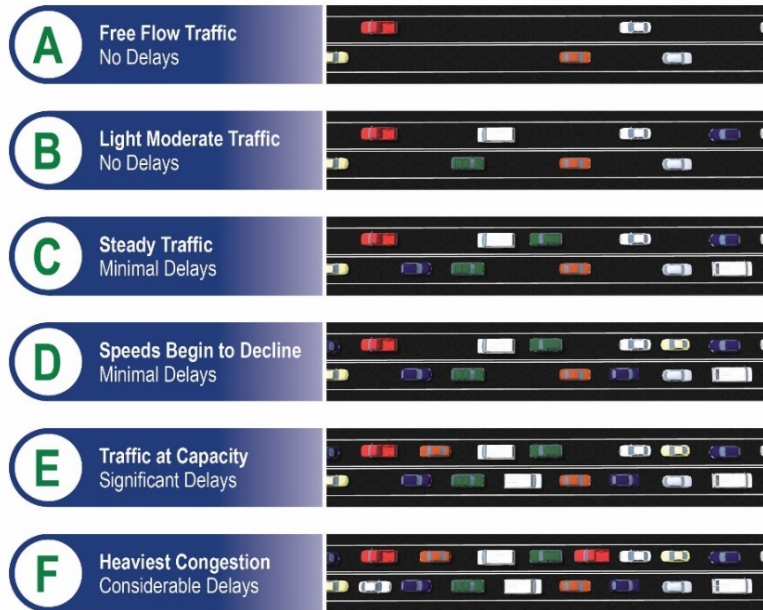 A
Free Flow Traffic
No Delays
B
Light Moderate Traffic
No Delays
C
Steady Traffic
Minimal Delays
D
Speeds Begin to Decline
Minimal Delays
E
Traffic at Capacity
Significant Delays
F
Heaviest Congestion
Considerable Delays